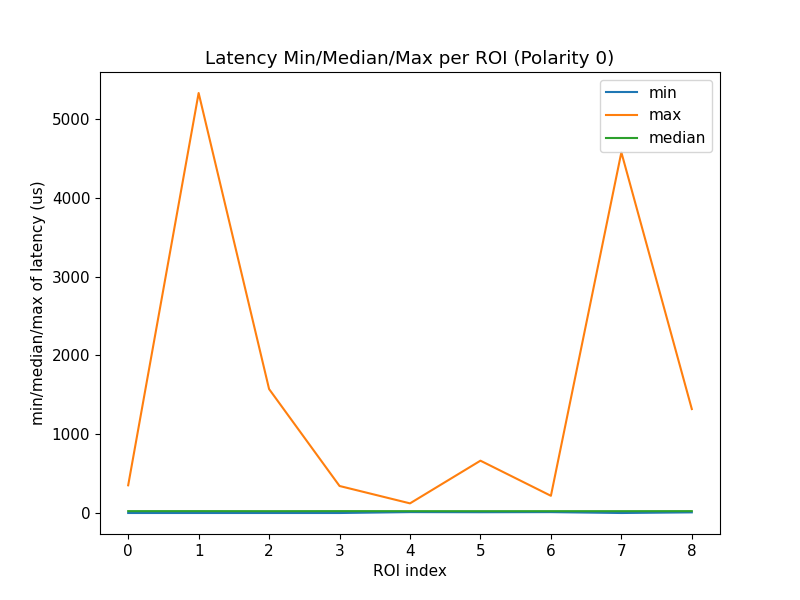 Latency Min/Median/Max per ROI (Polarity 0)
min
max
median
min/median/max of latency (us)
5000
4000
3000
2000
1000
0
0 1 2 3 4 5 6 7 8
ROI index